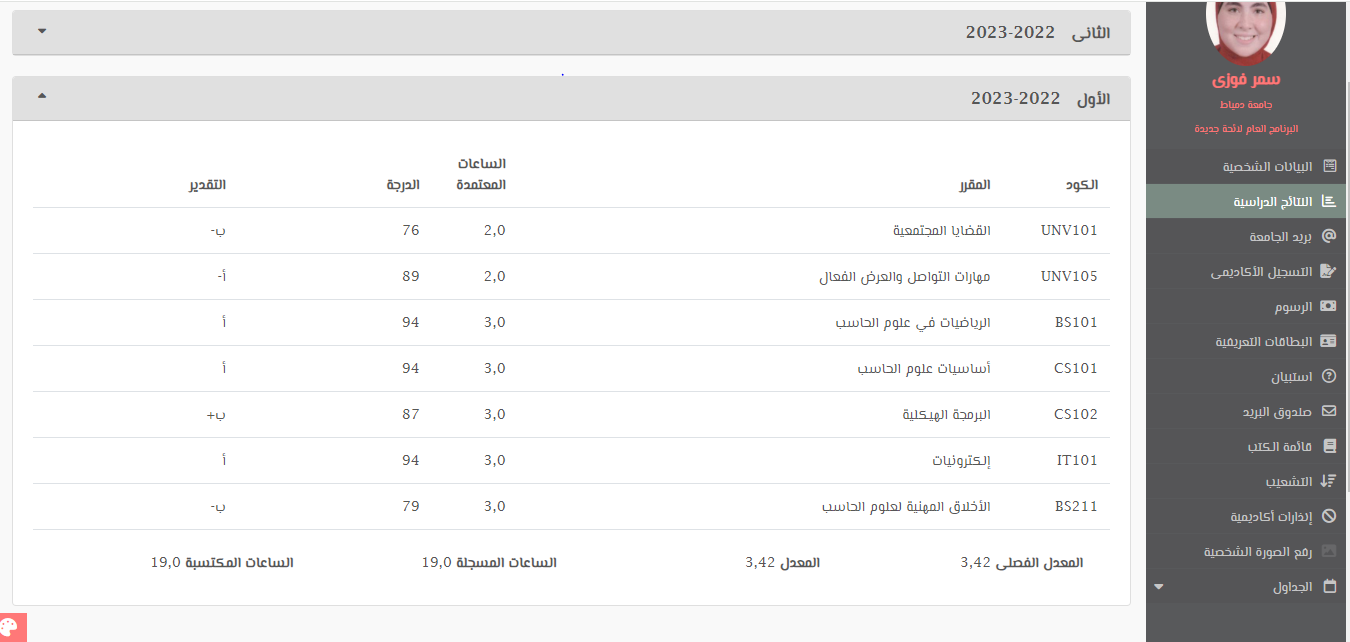 سمر فوزى
جامعة دمياط
البرنامج العام لائحة جديدة
البيانات الشخصية
النتائج الدراسية
بريد الجامعة
التسجيل الأكاديمى
الرسوم
البطاقات التعريفية
استبيان
صندوق البريد
قائمة الكتب
التشعيب
إنذارات أكاديمية
رفع الصورة الشخصية
الجداول
الثانى 2022-2023
الأول 2022-2023
الكود المقرر الساعات المعتمدة الدرجة التقدير
UNV101 القضايا المجتمعية 2,0 76 ب-
UNV105 مهارات التواصل والعرض الفعال 2,0 89 أ-
BS101 الرياضيات في علوم الحاسب 3,0 94 أ
CS101 أساسيات علوم الحاسب 3,0 94 أ
CS102 البرمجة الهيكلية 3,0 87 ب+
IT101 إلكترونيات 3,0 94 أ
BS211 الأخلاق المهنية لعلوم الحاسب 3,0 79 ب-
المعدل الفصلى 3,42 المعدل 3,42 الساعات المسجلة 19,0 الساعات المكتسبة 19,0